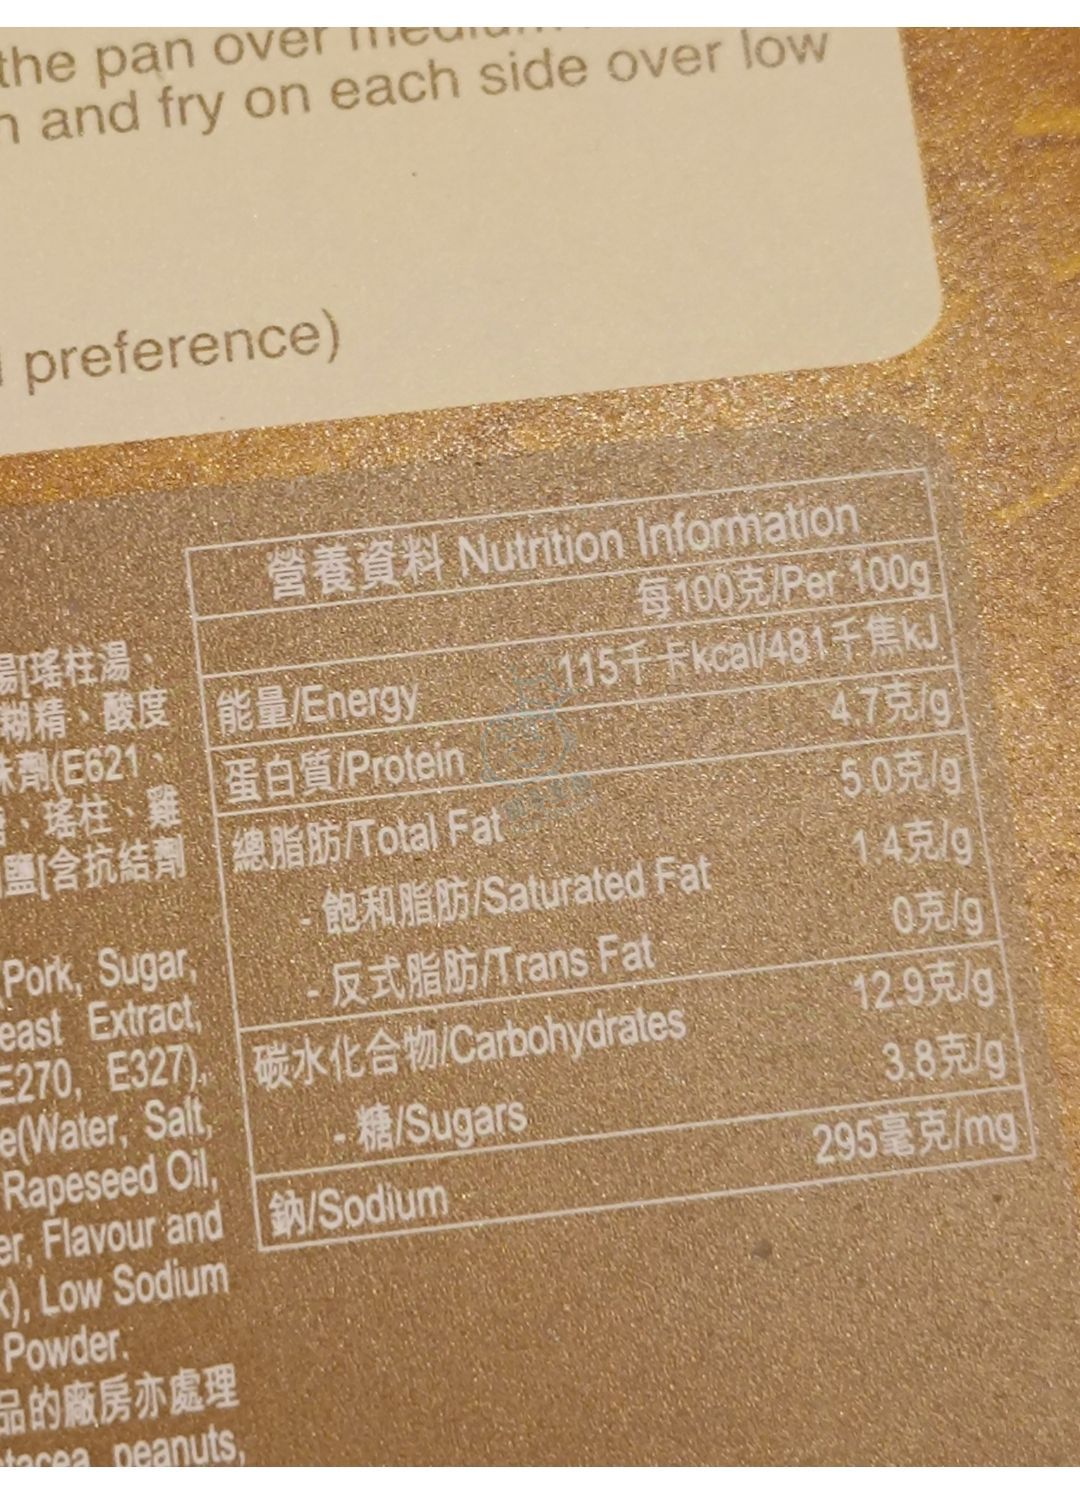 the pan over medium
n and fry on each side over low
preference)
營養資料 Nutrition Information
每100克/Per 100g
能量/Energy 115千卡kcal/481千焦kJ
蛋白質/Protein 4.7克/g
總脂肪/Total Fat 5.0克/g
- 飽和脂肪/Saturated Fat 1.4克/g
- 反式脂肪/Trans Fat 0克/g
碳水化合物/Carbohydrates 12.9克/g
- 糖/Sugars 3.8克/g
鈉/Sodium 295毫克/mg
湯[瑤柱湯、
糊精、酸度
味劑(E621、
、瑤柱、雞
鹽[含抗結劑
Pork, Sugar,
east Extract,
E270, E327),
e(Water, Salt,
Rapeseed Oil,
er, Flavour and
k), Low Sodium
Powder.
品的廠房亦處理
tacea, peanuts,